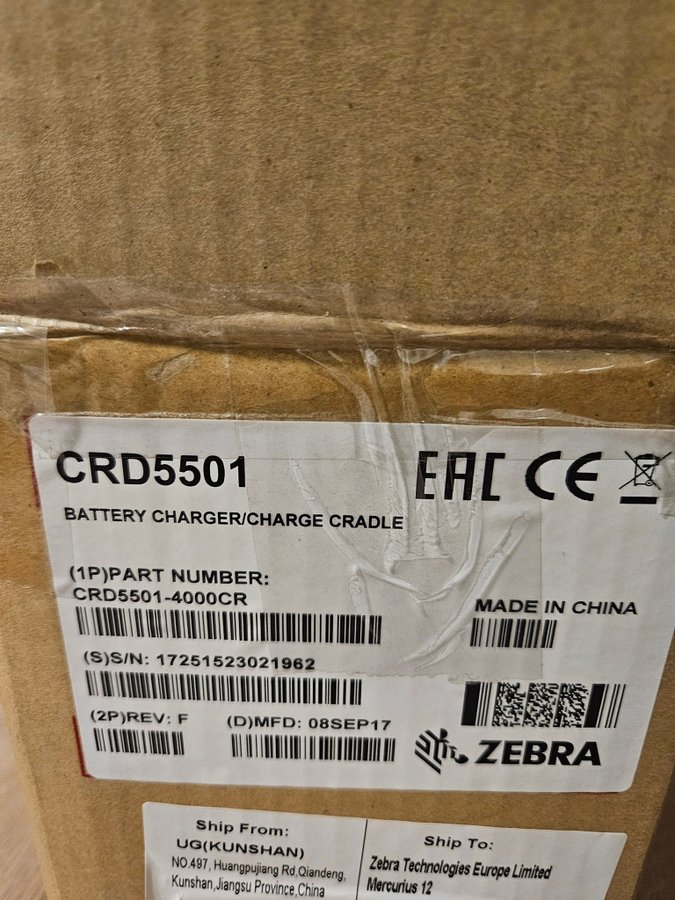 CRD5501
EAC CE
BATTERY CHARGER/CHARGE CRADLE
(1P)PART NUMBER:
CRD5501-4000CR
MADE IN CHINA
(S)S/N: 17251523021962
(2P)REV: F
(D)MFD: 08SEP17
ZEBRA
Ship From:
UG(KUNSHAN)
NO.497, Huangpujiang Rd,Qiandeng,
Kunshan,Jiangsu Province,China
Ship To:
Zebra Technologies Europe Limited
Mercurius 12